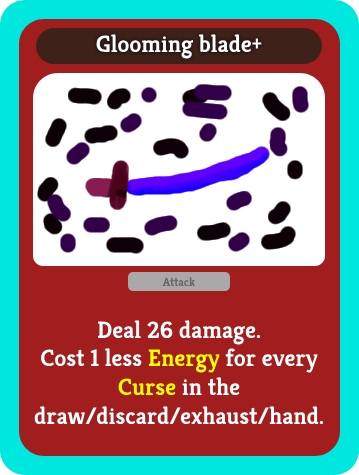 Glooming blade+
Attack
Deal 26 damage.
Cost 1 less Energy for every
Curse in the
draw/discard/exhaust/hand.